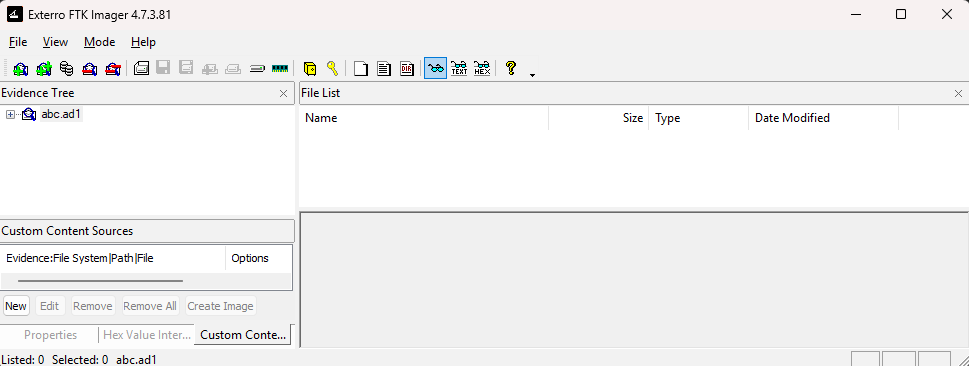 Exterro FTK Imager 4.7.3.81
File View Mode Help
DIR TEXT HEX ?
Evidence Tree
abc.ad1
File List
Name Size Type Date Modified
Custom Content Sources
Evidence:File System|Path|File Options
New Edit Remove Remove All Create Image
Properties Hex Value Inter... Custom Conte...
Listed: 0 Selected: 0 abc.ad1